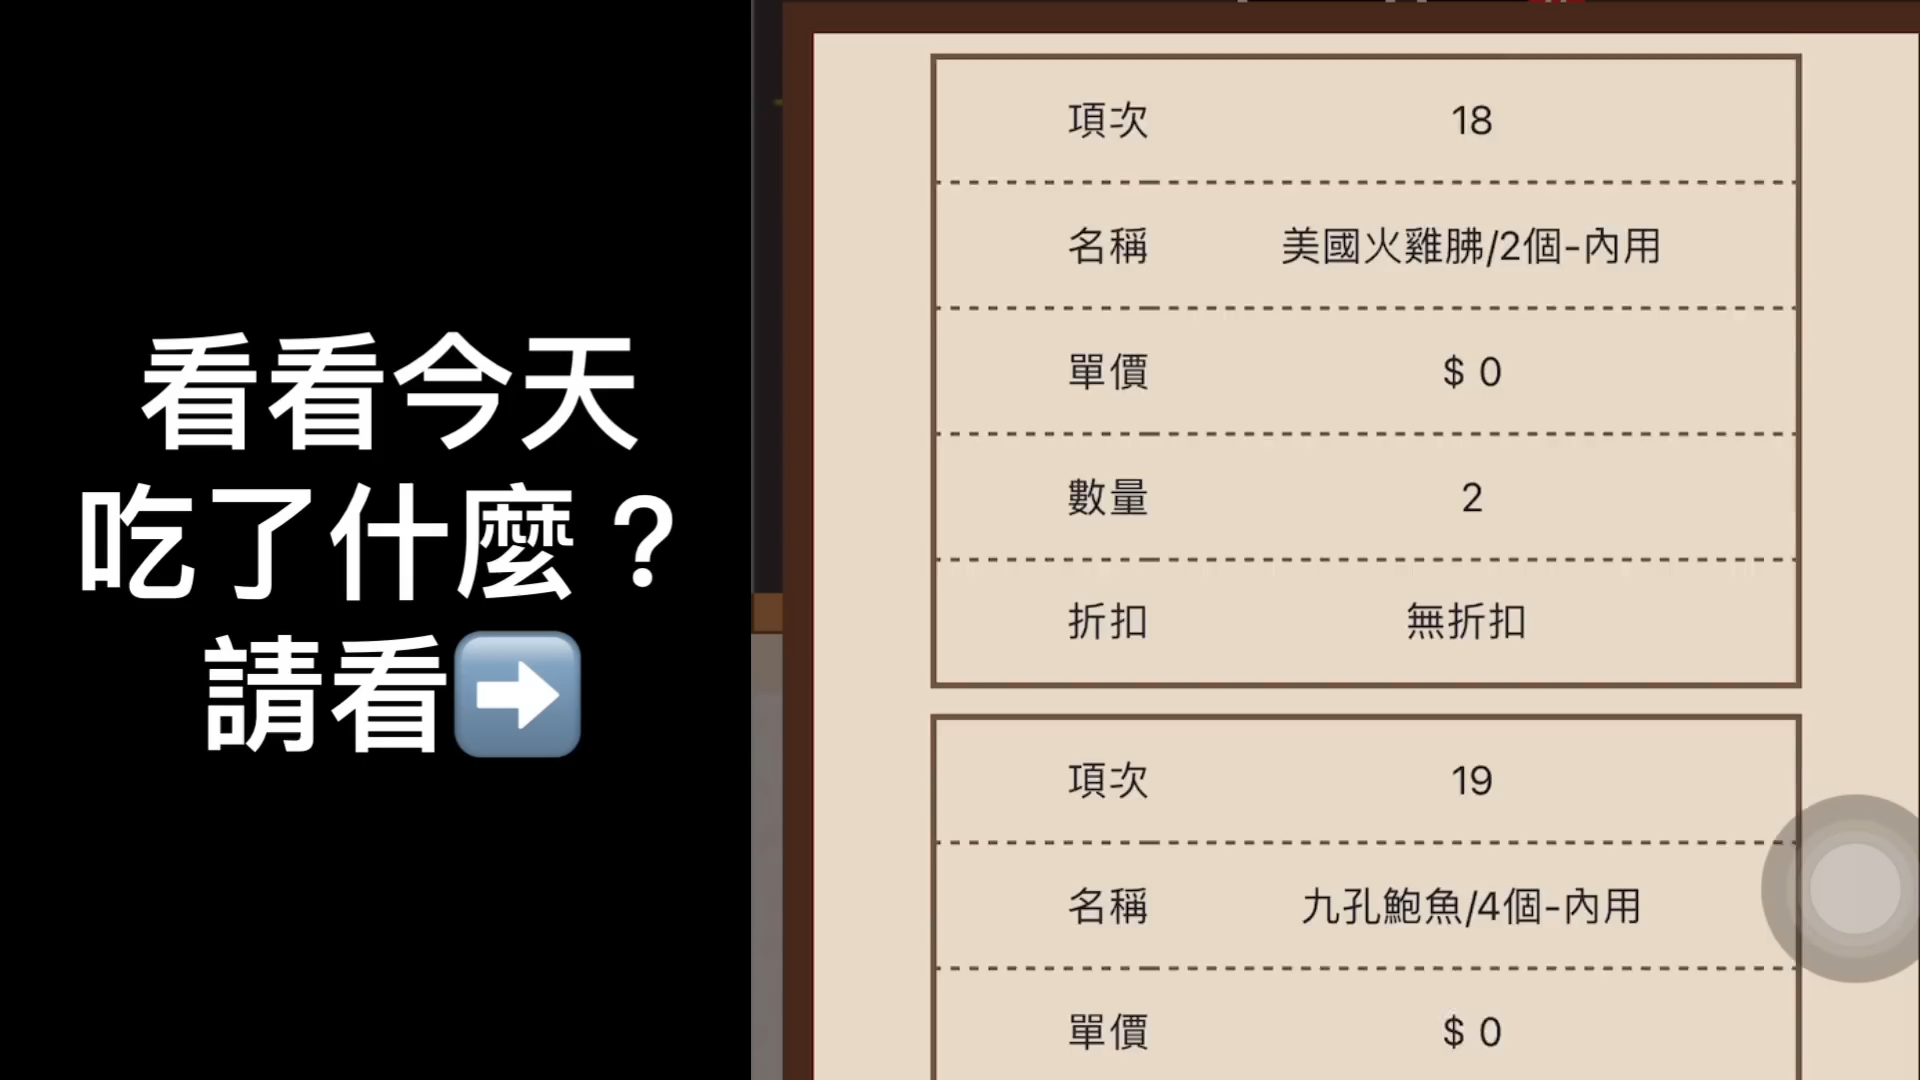 看看今天
吃了什麼？
請看➡️
項次 18
名稱 美國火雞胇/2個-內用
單價 $ 0
數量 2
折扣 無折扣
項次 19
名稱 九孔鮑魚/4個-內用
單價 $ 0